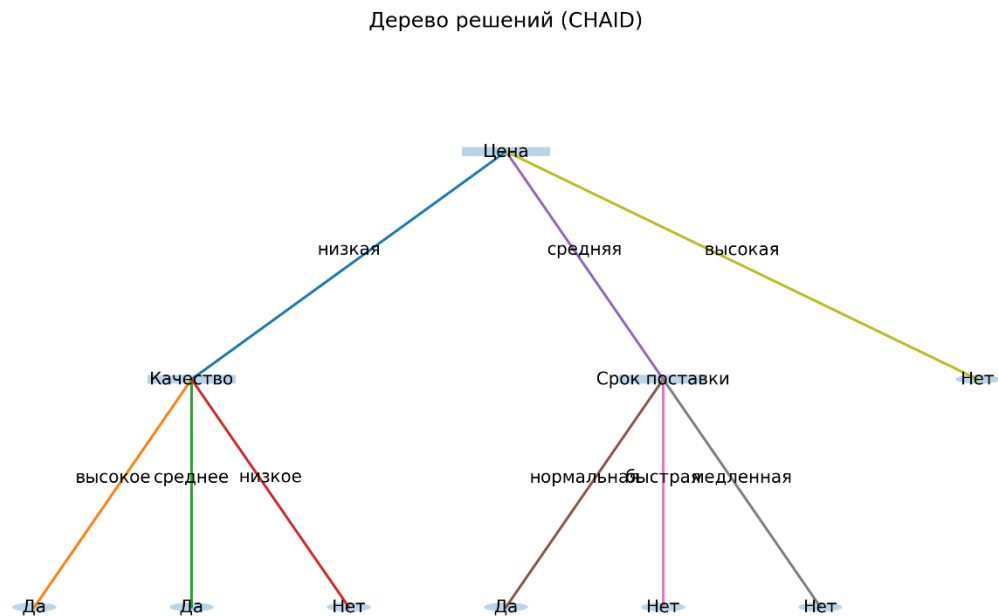 Дерево решений (CHAID)
Цена
низкая средняя высокая
Качество Срок поставки Нет
высокое среднее низкое нормальная быстрая медленная
Да Да Нет Да Нет Нет